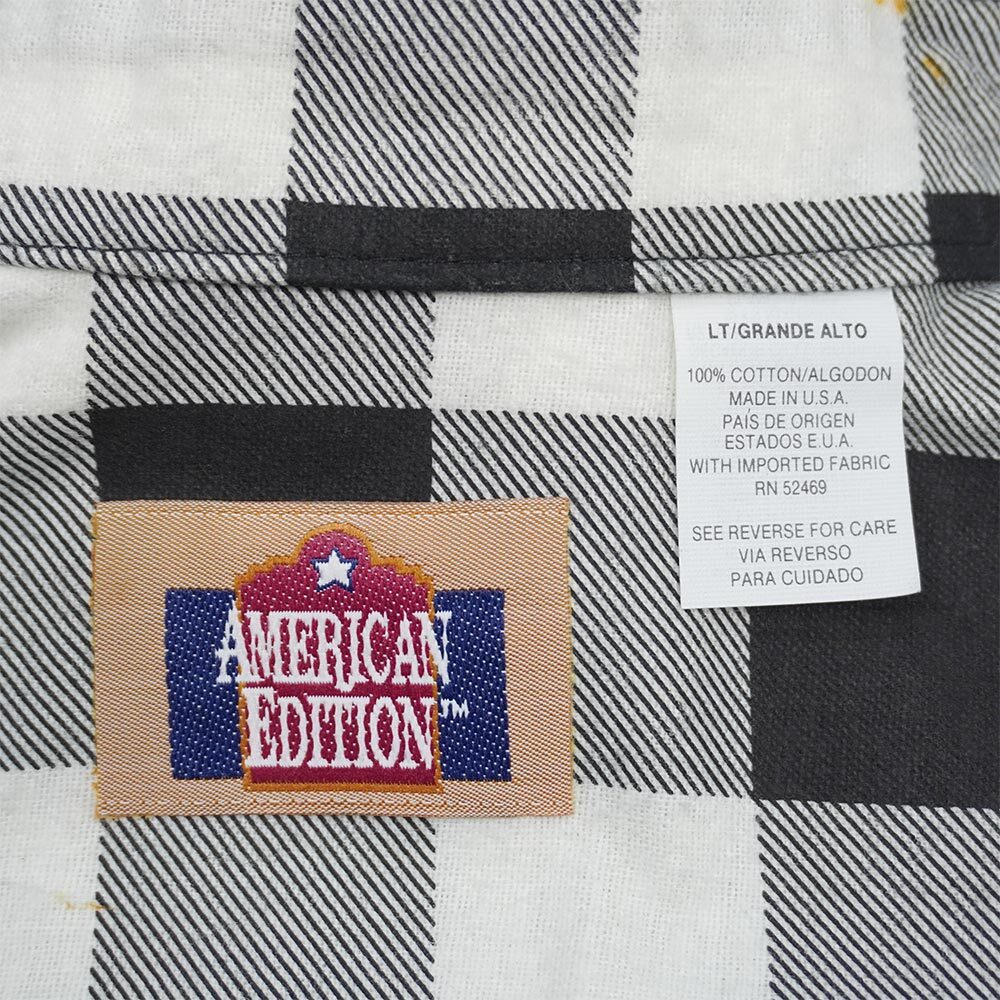 LT/GRANDE ALTO
100% COTTON/ALGODON
MADE IN U.S.A.
PAÍS DE ORIGEN
ESTADOS E.U.A.
WITH IMPORTED FABRIC
RN 52469
SEE REVERSE FOR CARE
VIA REVERSO
PARA CUIDADO
AMERICAN
EDITION™